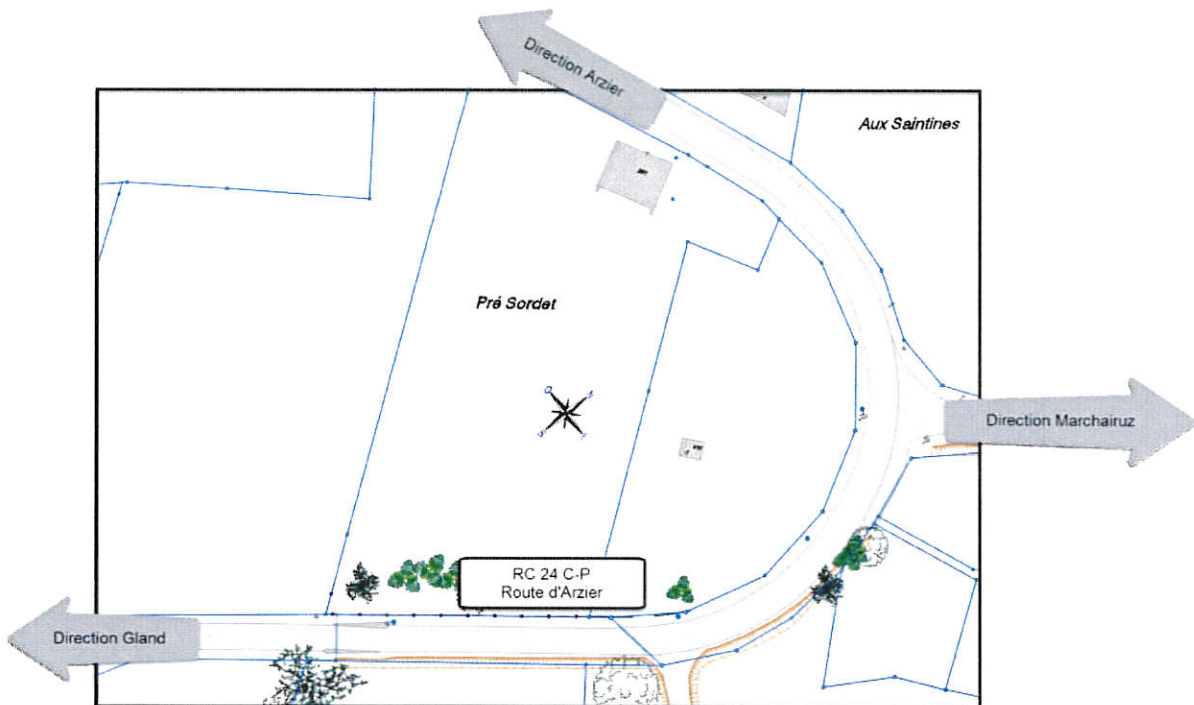 Direction Arzier
Aux Saintines
Pré Sordet
Direction Marchairuz
RC 24 C-P
Route d'Arzier
Direction Gland